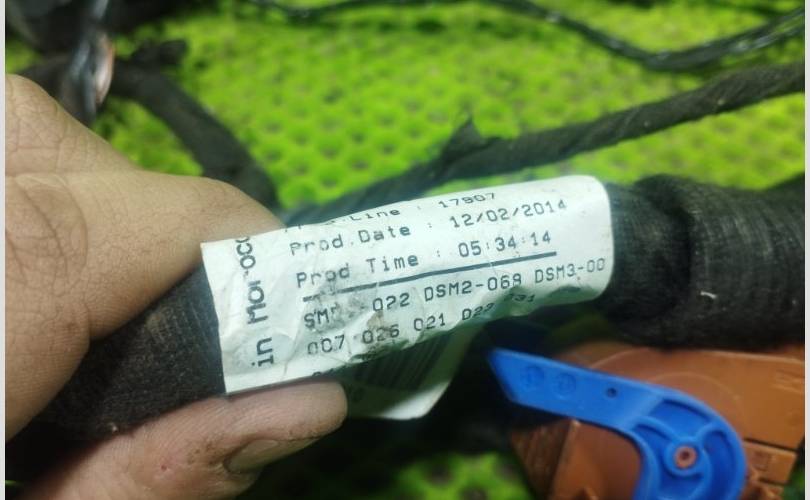 in Moroc
Line : 17907
Prod.Date : 12/02/2014
Prod Time : 05:34:14
022 DSM2-068 DSM3-00
007 026 021 022 031